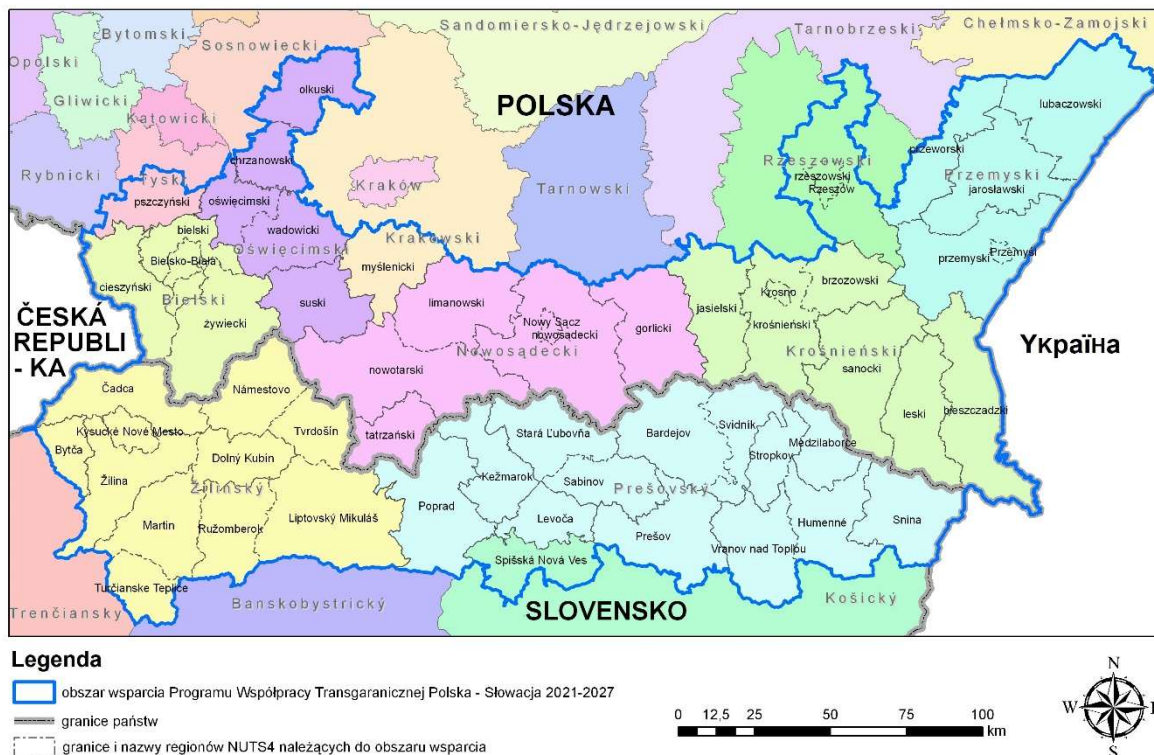 Sandomiersko-Jędrzejowski
Chełmsko-Zamojski
Bytomski
Sosnowiecki
Tarnobrzeski
Opolski
olkuski
POLSKA
lubaczowski
Gliwicki
Katowicki
chrzanowski
przeworski
Rzeszowski
Rybnicki
Tyski
Kraków
Tarnowski
rzeszowski
Rzeszów
Przemyski
jarosławski
pszczyński
oświęcimski
bielski
wadowicki
Oświęcimski
Krakowski
Bielsko-Biała
myślenicki
przemyski
Przemyśl
cieszyński
Bielski
brzozowski
żywiecki
suski
limanowski
jasielski
Krosno
ČESKÁ
REPUBLI
- KA
Nowy Sącz
nowosądecki
gorlicki
krośnieński
Україна
Nowosądecki
Krośnieński
nowotarski
sanocki
Čadca
Námestovo
leski
bieszczadzki
Kysucké Nové Mesto
Tvrdošín
tatrzański
Stará Ľubovňa
Bardejov
Svidník
Medzilaborce
Bytča
Dolný Kubín
Stropkov
Žilina
Žilinský
Kežmarok
Sabinov
Prešovský
Poprad
Martin
Ružomberok
Liptovský Mikuláš
Levoča
Prešov
Humenné
Snina
Vranov nad Topľou
Spišská Nová Ves
Turčianske Teplice
Trenčiansky
Banskobystrický
SLOVENSKO
Košický
Legenda
obszar wsparcia Programu Współpracy Transgaranicznej Polska - Słowacja 2021-2027
granice państw
granice i nazwy regionów NUTS4 należących do obszaru wsparcia
0 12,5 25 50 75 100
km
N
W
S